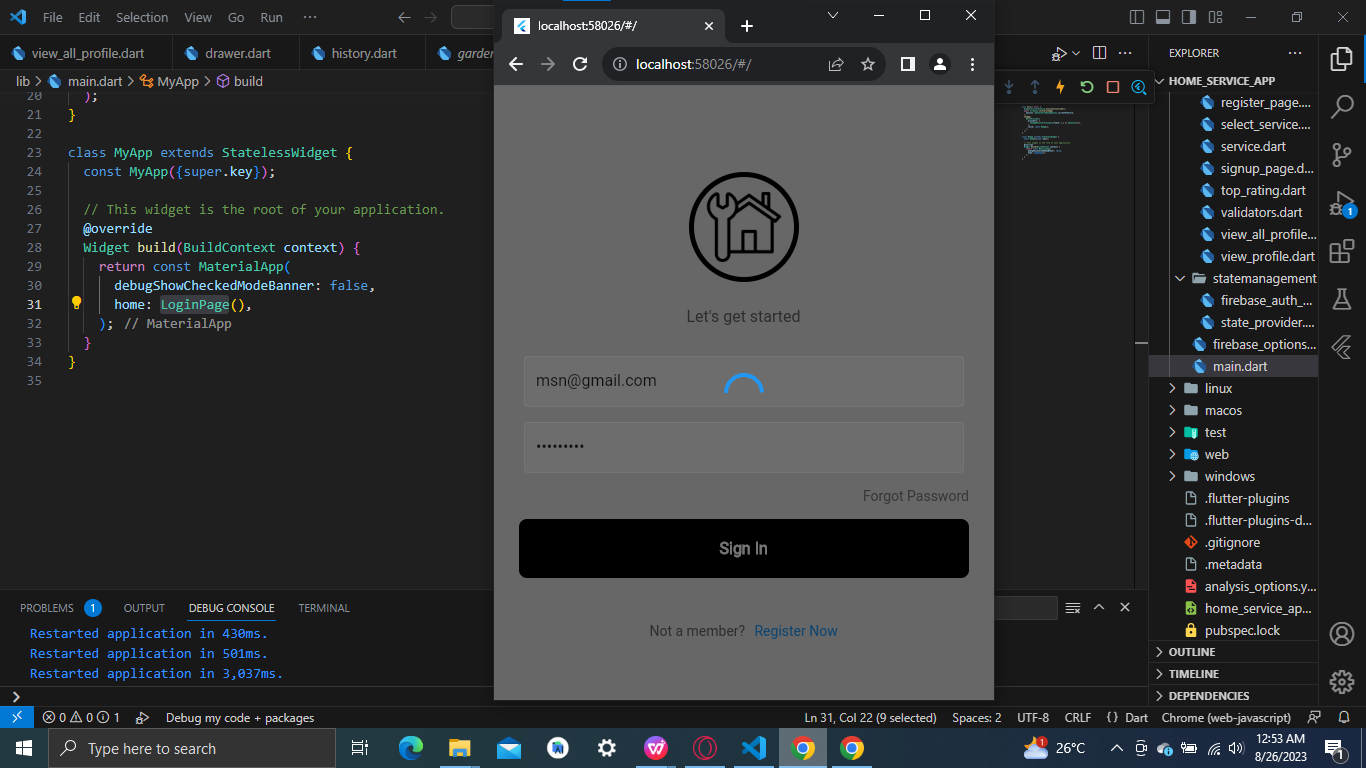 File Edit Selection View Go Run ···
view_all_profile.dart drawer.dart history.dart
lib > main.dart > MyApp > build
20 );
21 }
22
23 class MyApp extends StatelessWidget {
24 const MyApp({super.key});
25
26 // This widget is the root of your application.
27 @override
28 Widget build(BuildContext context) {
29 return const MaterialApp(
30 debugShowCheckedModeBanner: false,
31 home: LoginPage(),
32 ); // MaterialApp
33 }
34 }
35
PROBLEMS 1 OUTPUT DEBUG CONSOLE TERMINAL
Restarted application in 430ms.
Restarted application in 501ms.
Restarted application in 3,037ms.
localhost:58026/#/
localhost:58026/#/
Let's get started
msn@gmail.com
•••••••••
Forgot Password
Sign In
Not a member? Register Now
EXPLORER
HOME_SERVICE_APP
register_page....
select_service....
service.dart
signup_page.d...
top_rating.dart
validators.dart
view_all_profile...
view_profile.dart
statemanagement
firebase_auth_...
state_provider....
firebase_options...
main.dart
linux
macos
test
web
windows
.flutter-plugins
.flutter-plugins-d...
.gitignore
.metadata
analysis_options.y...
home_service_ap...
pubspec.lock
OUTLINE
TIMELINE
DEPENDENCIES
1
0 0 1 Debug my code + packages Ln 31, Col 22 (9 selected) Spaces: 2 UTF-8 CRLF {} Dart Chrome (web-javascript)
Type here to search 1 26°C 12:53 AM
8/26/2023 1